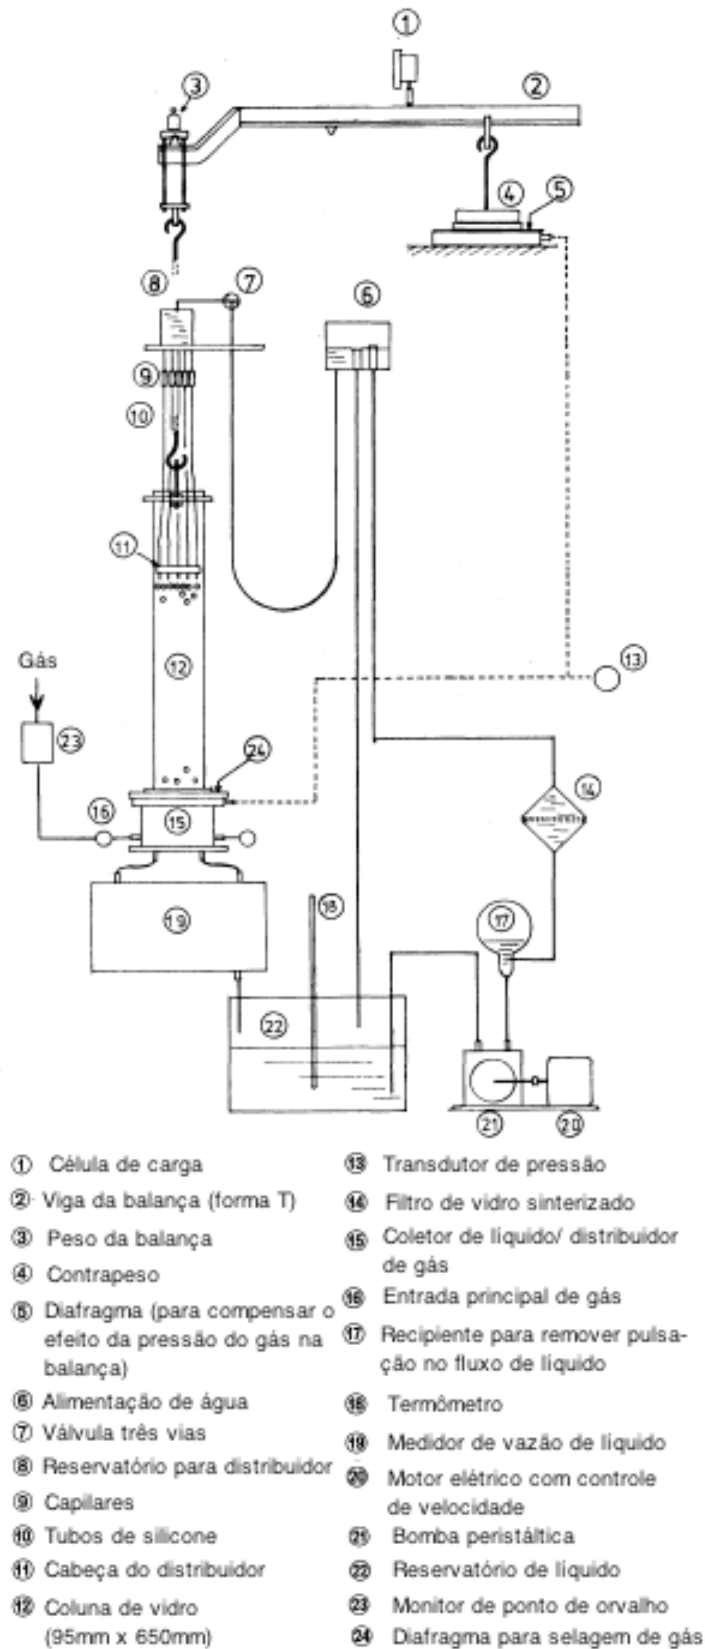 ①
②
③
④
⑤
⑧
⑦
⑥
⑨
⑩
⑪
Gás
⑫
⑬
㉓
㉔
⑭
⑯
⑮
⑱
⑰
⑲
㉒
㉑
⑳
① Célula de carga
② Viga da balança (forma T)
③ Peso da balança
④ Contrapeso
⑤ Diafragma (para compensar o
efeito da pressão do gás na
balança)
⑥ Alimentação de água
⑦ Válvula três vias
⑧ Reservatório para distribuidor
⑨ Capilares
⑩ Tubos de silicone
⑪ Cabeça do distribuidor
⑫ Coluna de vidro
(95mm x 650mm)
⑬ Transdutor de pressão
⑭ Filtro de vidro sinterizado
⑮ Coletor de líquido/ distribuidor
de gás
⑯ Entrada principal de gás
⑰ Recipiente para remover pulsa-
ção no fluxo de líquido
⑱ Termômetro
⑲ Medidor de vazão de líquido
⑳ Motor elétrico com controle
de velocidade
㉑ Bomba peristáltica
㉒ Reservatório de líquido
㉓ Monitor de ponto de orvalho
㉔ Diafragma para selagem de gás